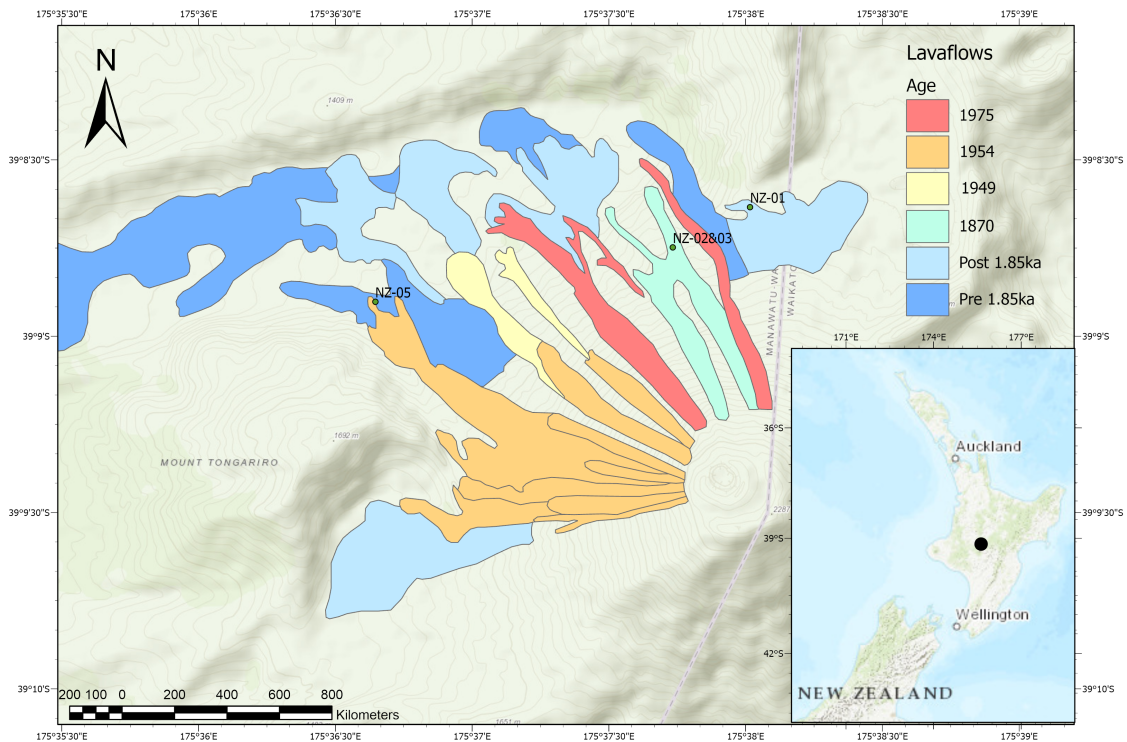 175°35'30"E 175°36'E 175°36'30"E 175°37'E 175°37'30"E 175°38'E 175°38'30"E 175°39'E
N
1409 m
Lavaflows
Age
1975
1954
1949
1870
Post 1.85ka
Pre 1.85ka
39°8'30"S 39°8'30"S
NZ-01
NZ-02&03
NZ-05
MANAWATU-WA
WAIKATO
39°9'S
1692 m
MOUNT TONGARIRO
39°9'30"S 39°9'30"S
2287
171°E 174°E 177°E
36°S
39°S
42°S
Auckland
Wellington
NEW ZEALAND
39°10'S 39°10'S
200 100 0 200 400 600 800
Kilometers
1651 m
175°35'30"E 175°36'E 175°36'30"E 175°37'E 175°37'30"E 175°38'E 175°38'30"E 175°39'E